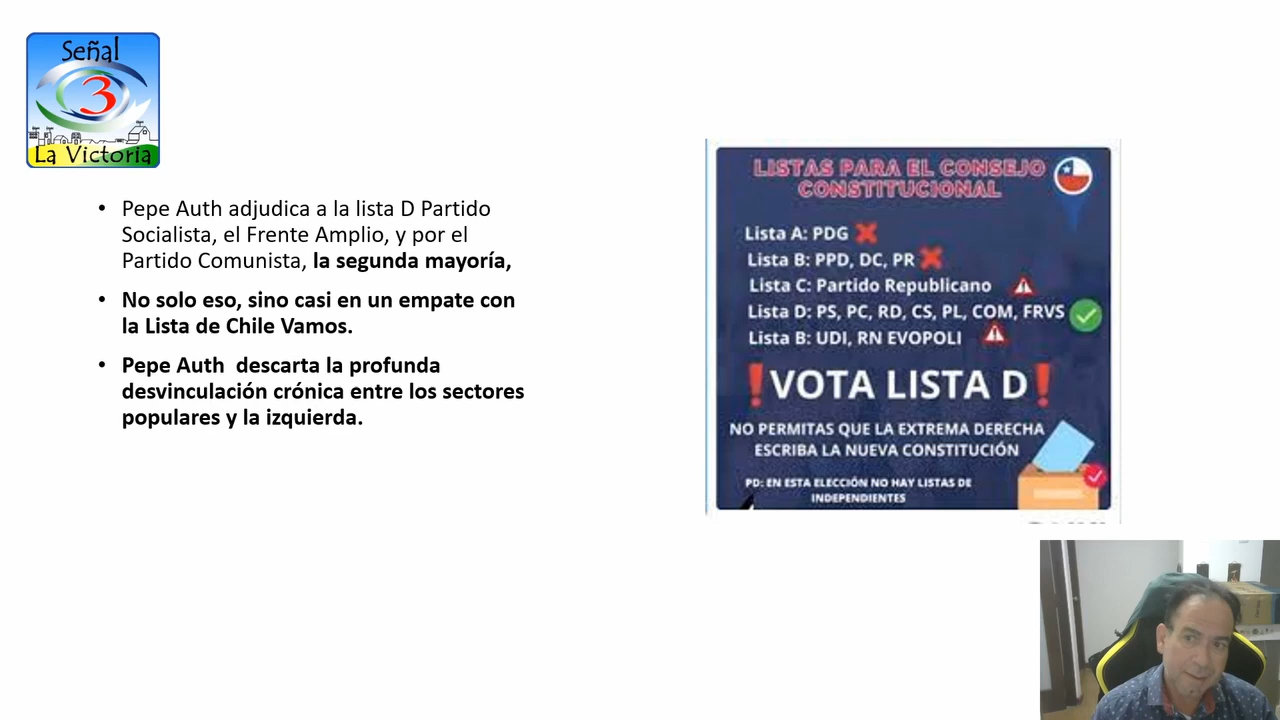 Señal
3
La Victoria
• Pepe Auth adjudica a la lista D Partido
Socialista, el Frente Amplio, y por el
Partido Comunista, la segunda mayoría,
• No solo eso, sino casi en un empate con
la Lista de Chile Vamos.
• Pepe Auth descarta la profunda
desvinculación crónica entre los sectores
populares y la izquierda.
LISTAS PARA EL CONSEJO
CONSTITUCIONAL
Lista A: PDG ❌
Lista B: PPD, DC, PR ❌
Lista C: Partido Republicano ⚠
Lista D: PS, PC, RD, CS, PL, COM, FRVS ✅
Lista B: UDI, RN EVOPOLI ⚠
❗VOTA LISTA D❗
NO PERMITAS QUE LA EXTREMA DERECHA
ESCRIBA LA NUEVA CONSTITUCIÓN
PD: EN ESTA ELECCIÓN NO HAY LISTAS DE
INDEPENDIENTES